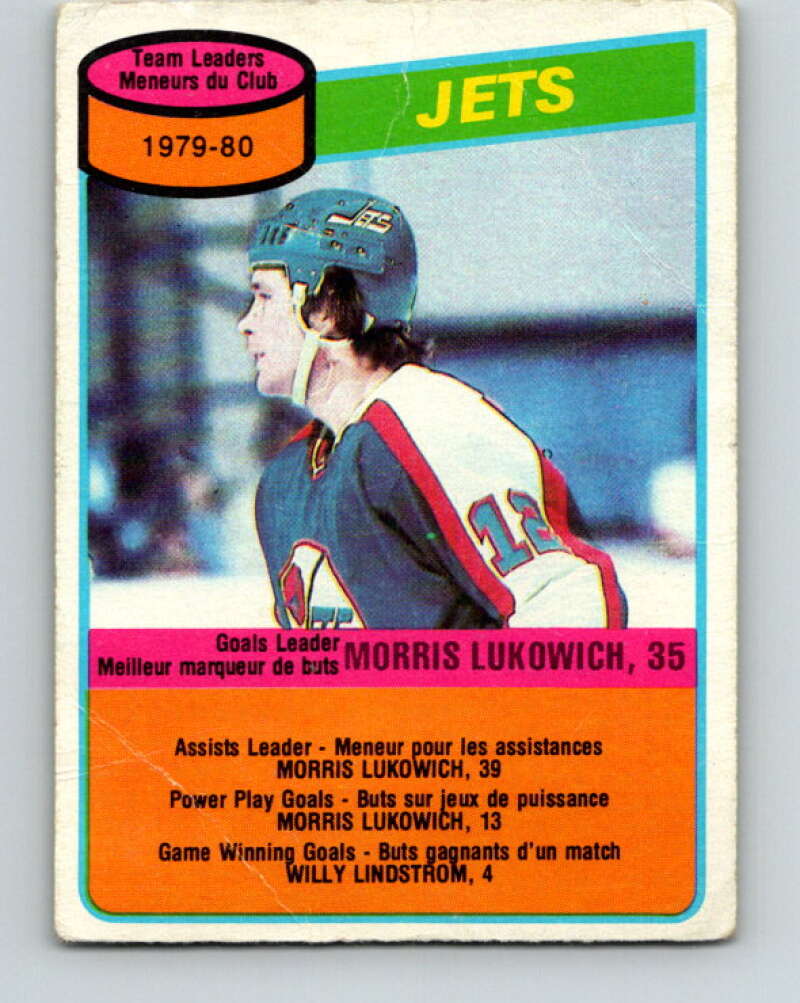 Team Leaders
Meneurs du Club
1979-80
JETS
JETS
12
Goals Leader
Meilleur marqueur de buts
MORRIS LUKOWICH, 35
Assists Leader - Meneur pour les assistances
MORRIS LUKOWICH, 39
Power Play Goals - Buts sur jeux de puissance
MORRIS LUKOWICH, 13
Game Winning Goals - Buts gagnants d'un match
WILLY LINDSTROM, 4